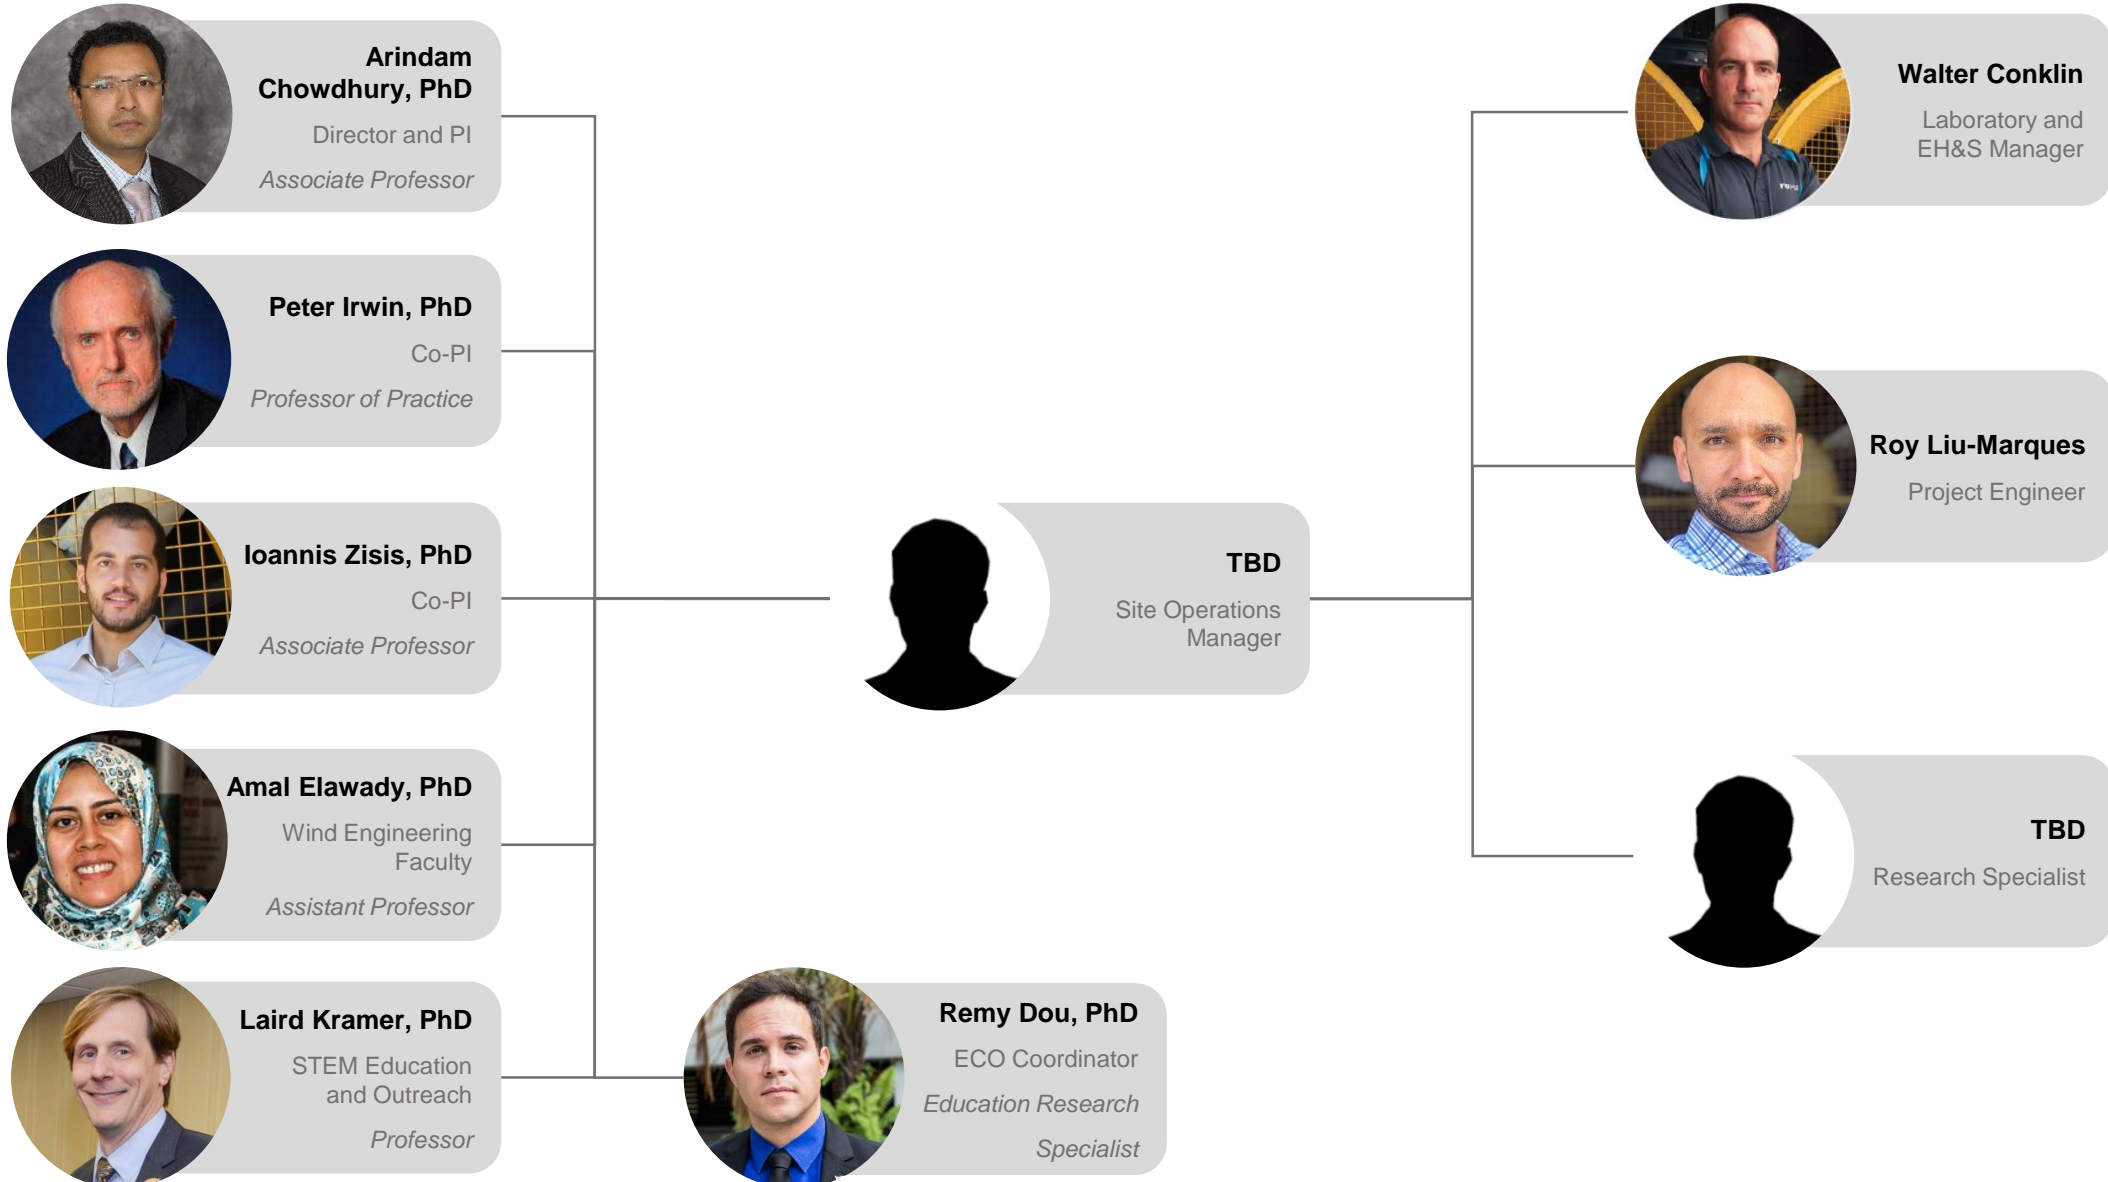 Arindam
Chowdhury, PhD
Director and PI
Associate Professor
Peter Irwin, PhD
Co-PI
Professor of Practice
Ioannis Zisis, PhD
Co-PI
Associate Professor
Amal Elawady, PhD
Wind Engineering
Faculty
Assistant Professor
Laird Kramer, PhD
STEM Education
and Outreach
Professor
Remy Dou, PhD
ECO Coordinator
Education Research
Specialist
TBD
Site Operations
Manager
Walter Conklin
Laboratory and
EH&S Manager
Roy Liu-Marques
Project Engineer
TBD
Research Specialist